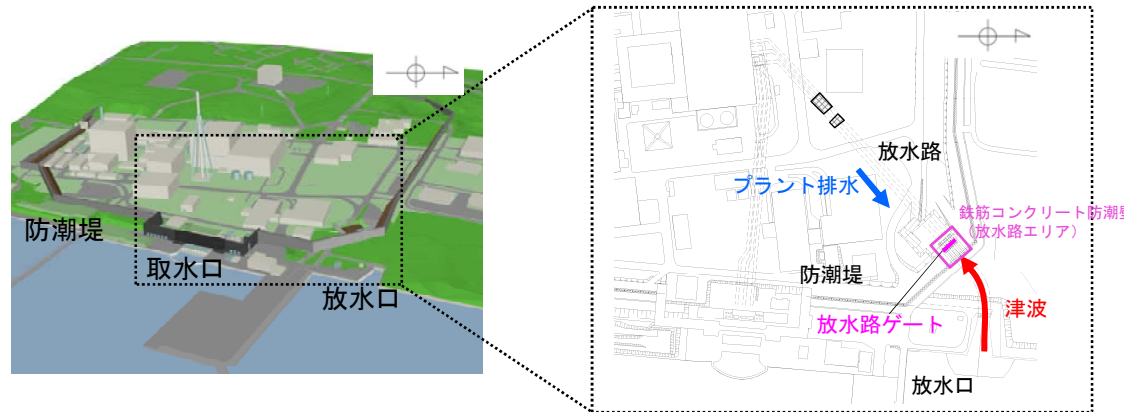 防潮堤
取水口
放水口
放水路
プラント排水
鉄筋コンクリート防潮壁
（放水路エリア）
防潮堤
放水路ゲート
津波
放水口